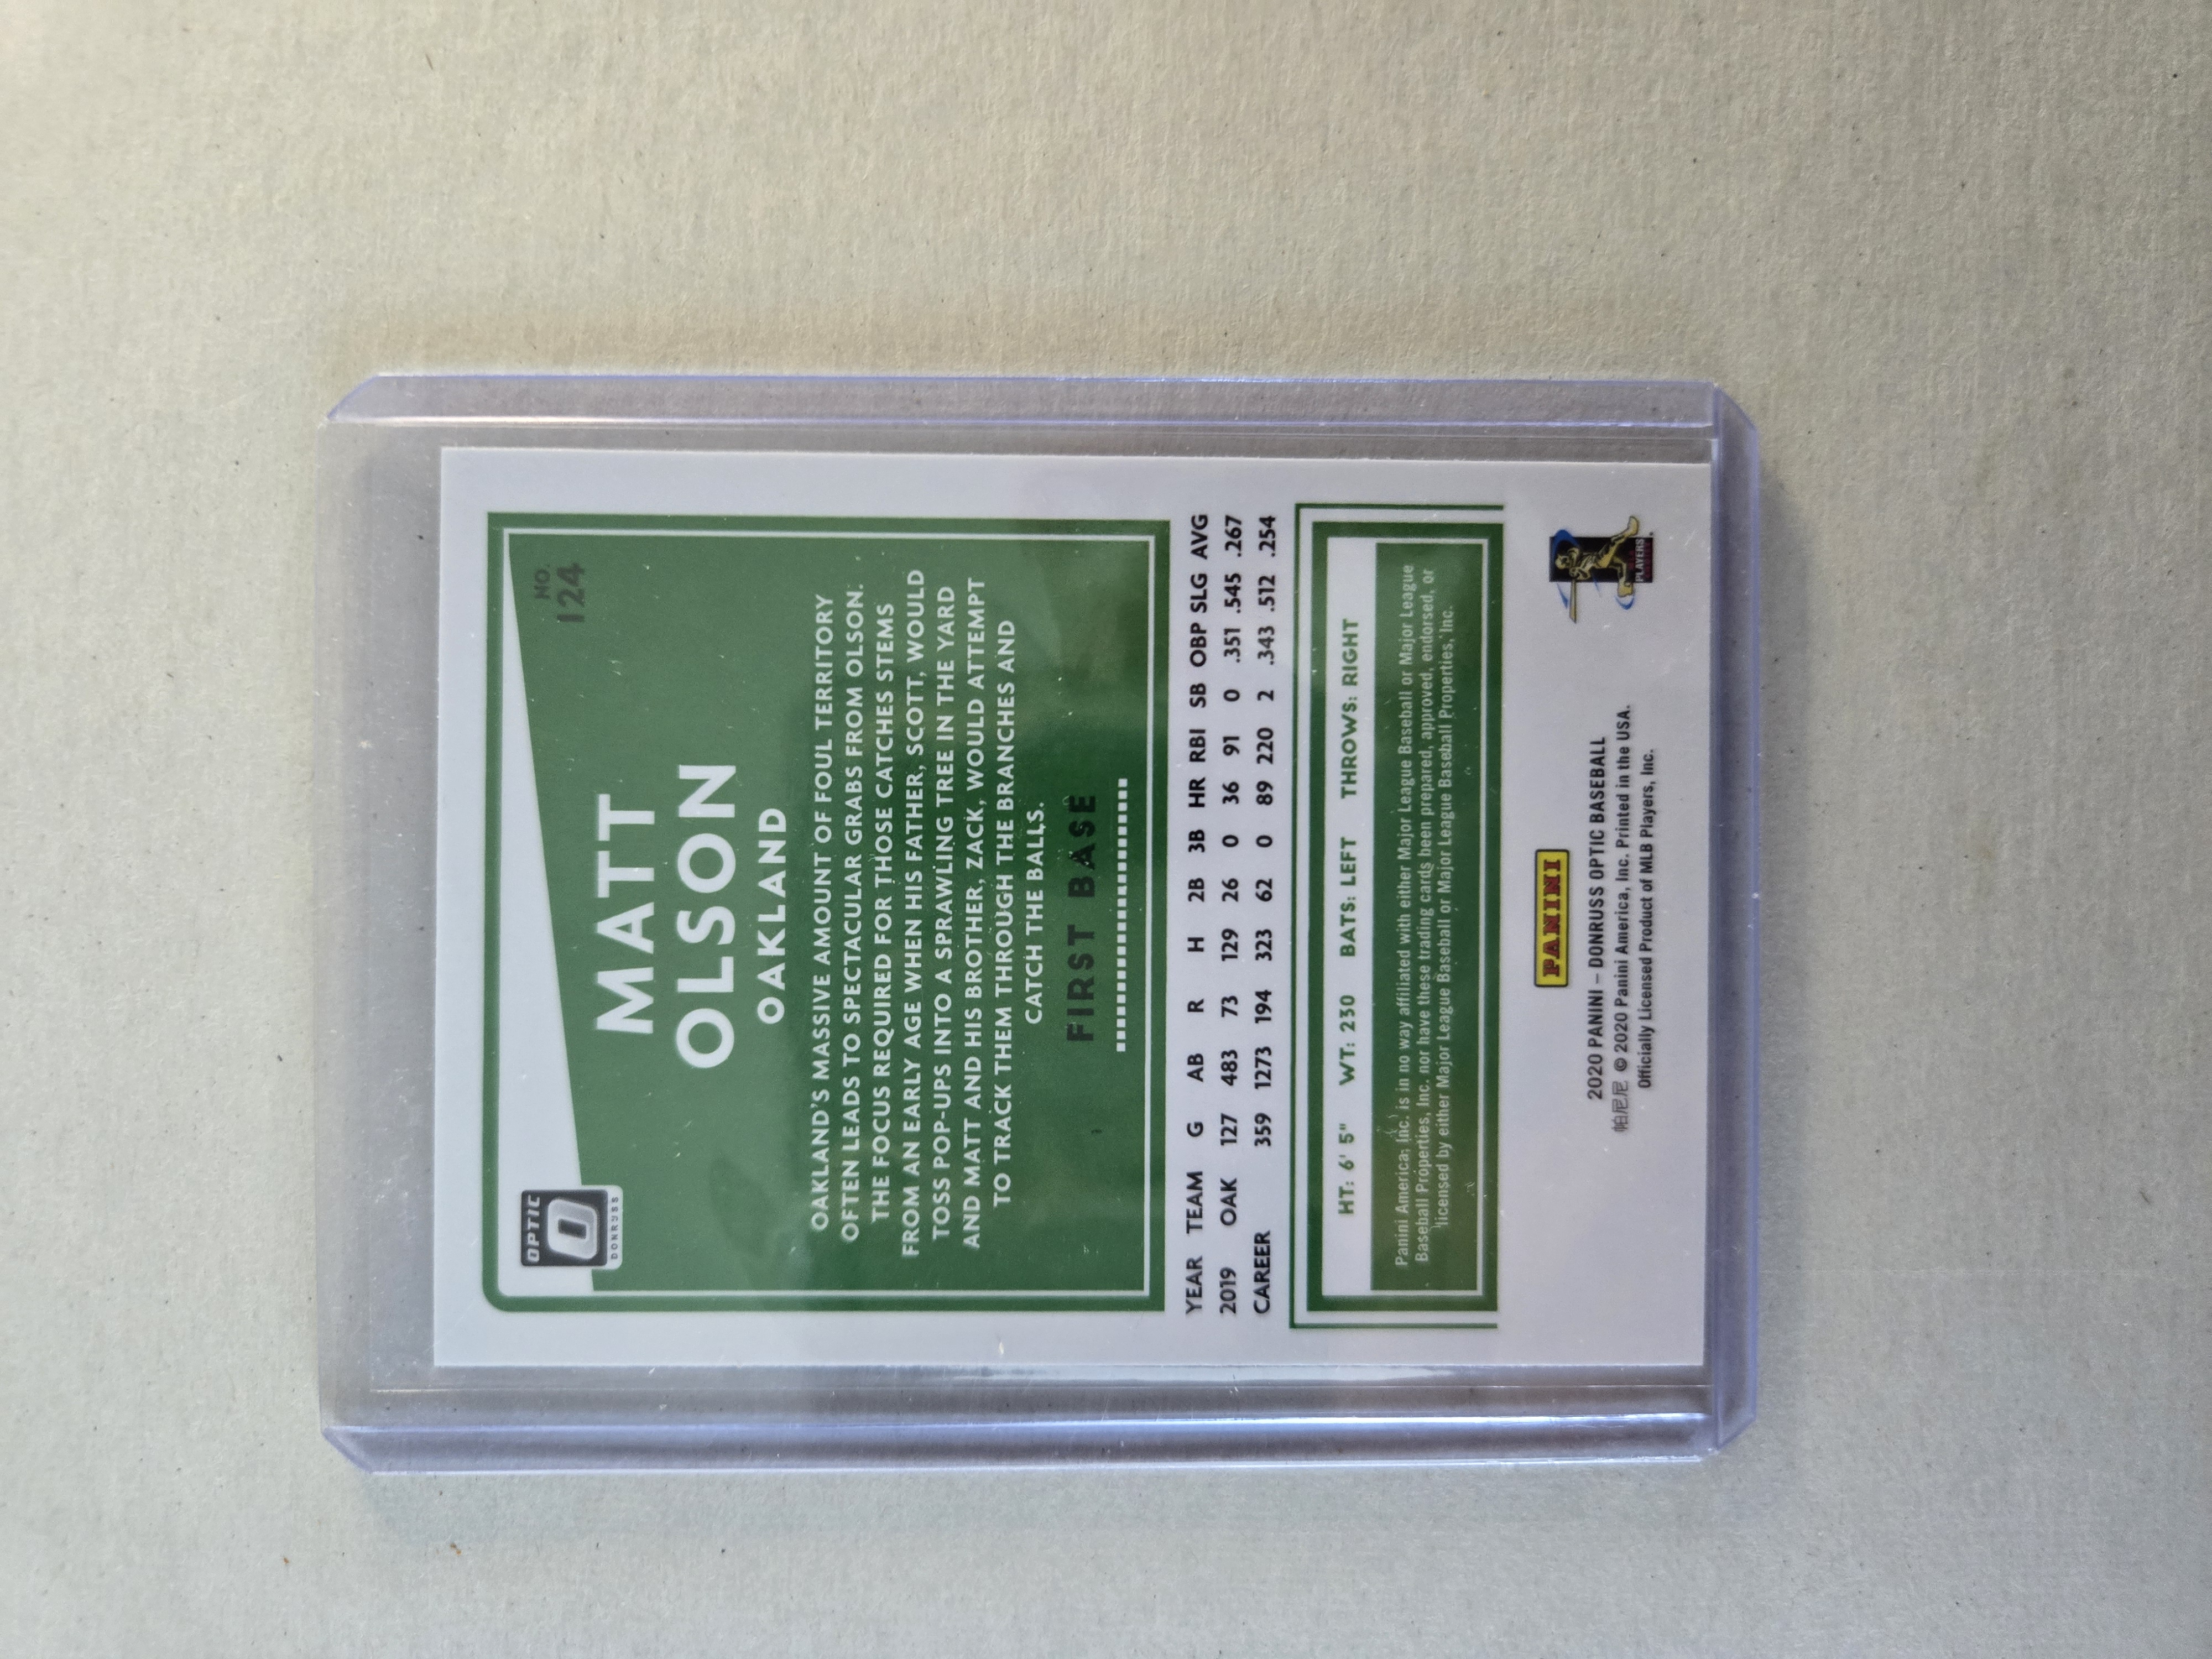 OPTIC
DONRUSS
NO.
124
MATT
OLSON
OAKLAND
OAKLAND'S MASSIVE AMOUNT OF FOUL TERRITORY
OFTEN LEADS TO SPECTACULAR GRABS FROM OLSON.
THE FOCUS REQUIRED FOR THOSE CATCHES STEMS
FROM AN EARLY AGE WHEN HIS FATHER, SCOTT, WOULD
TOSS POP-UPS INTO A SPRAWLING TREE IN THE YARD
AND MATT AND HIS BROTHER, ZACK, WOULD ATTEMPT
TO TRACK THEM THROUGH THE BRANCHES AND
CATCH THE BALLS.
FIRST BASE
YEAR TEAM G AB R H 2B 3B HR RBI SB OBP SLG AVG
2019 OAK 127 483 73 129 26 0 36 91 0 .351 .545 .267
CAREER 359 1273 194 323 62 0 89 220 2 .343 .512 .254
HT: 6' 5" WT: 230 BATS: LEFT THROWS: RIGHT
Panini America, Inc. is in no way affiliated with either Major League Baseball or Major League
Baseball Properties, Inc. nor have these trading cards been prepared, approved, endorsed, or
licensed by either Major League Baseball or Major League Baseball Properties, Inc.
PANINI
PLAYERS
2020 PANINI – DONRUSS OPTIC BASEBALL
帕尼尼 © 2020 Panini America, Inc. Printed in the USA.
Officially Licensed Product of MLB Players, Inc.